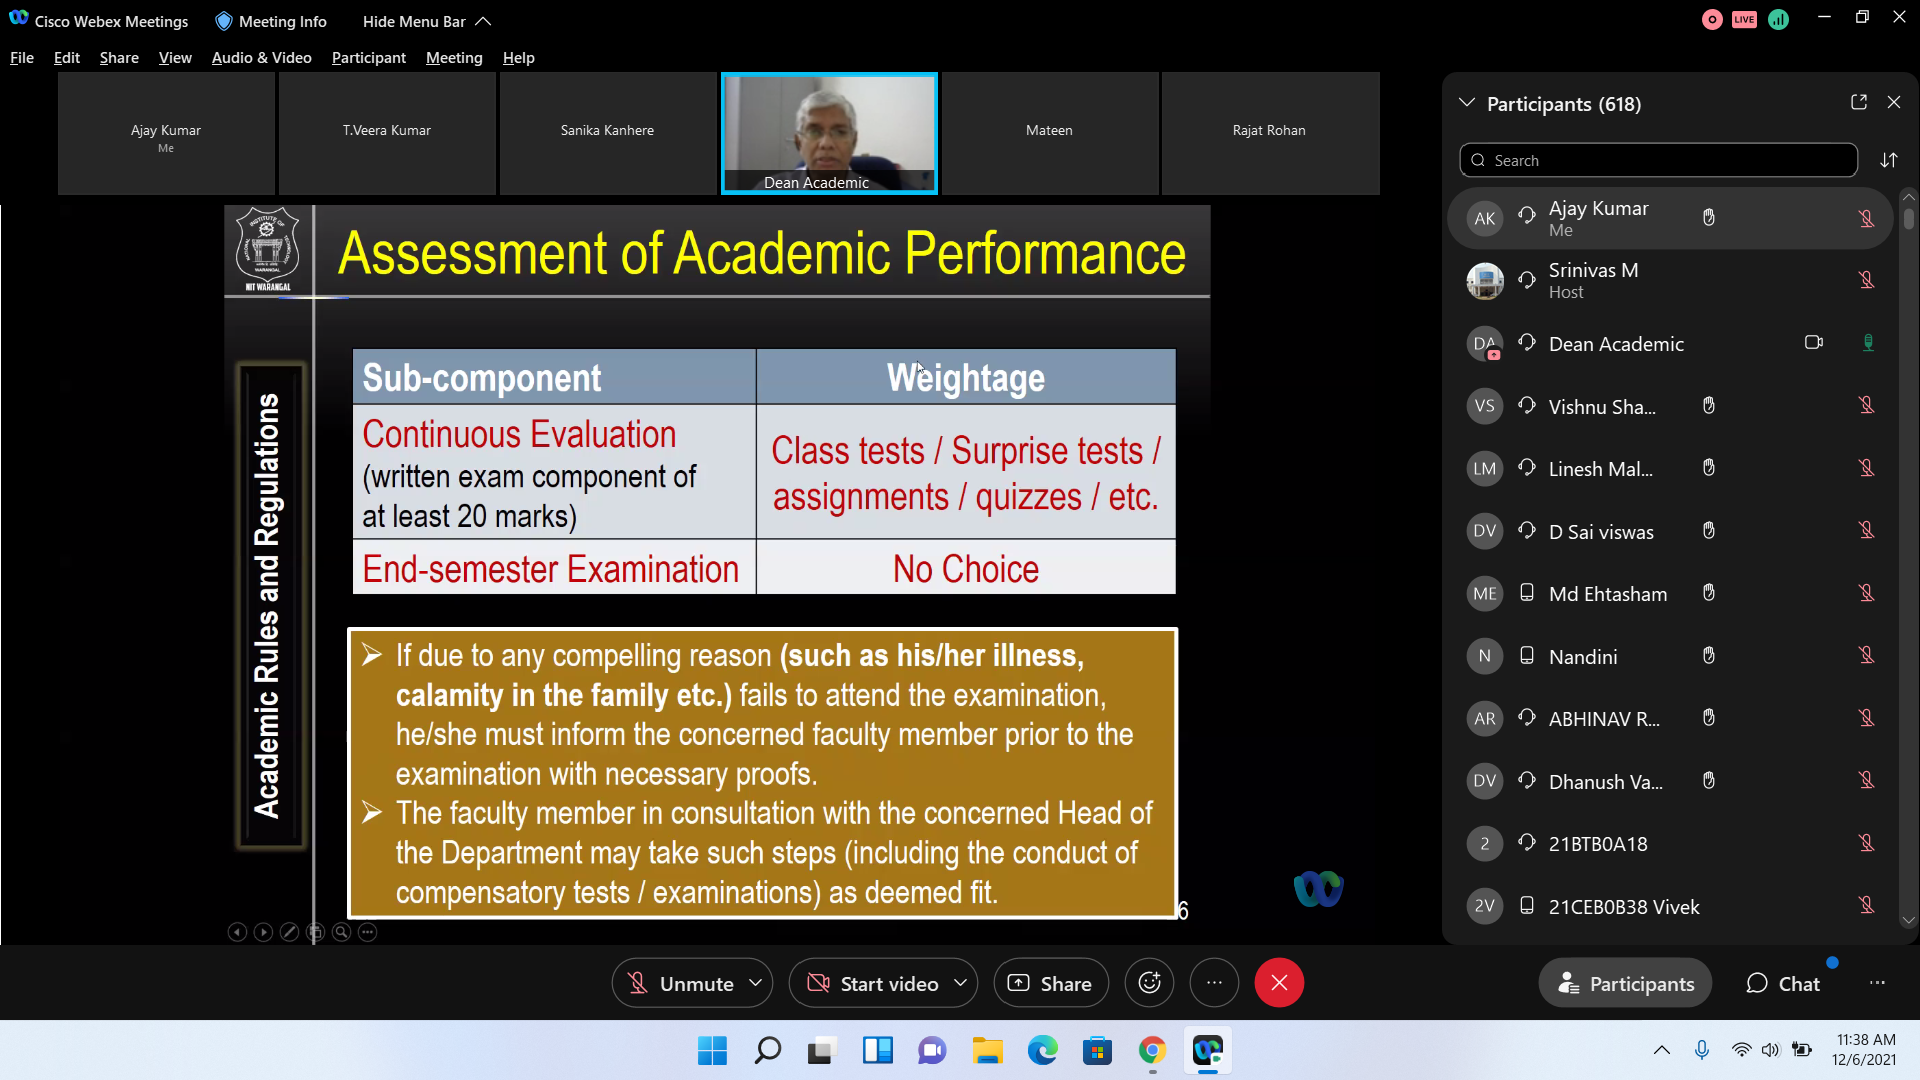 Cisco Webex Meetings
Meeting Info
Hide Menu Bar
LIVE
File Edit Share View Audio & Video Participant Meeting Help
Ajay Kumar
Me
T.Veera Kumar
Sanika Kanhere
Dean Academic
Mateen
Rajat Rohan
NATIONAL INSTITUTE OF TECHNOLOGY
WARANGAL
NIT WARANGAL
Assessment of Academic Performance
Academic Rules and Regulations
Sub-component
Weightage
Continuous Evaluation
(written exam component of
at least 20 marks)
Class tests / Surprise tests /
assignments / quizzes / etc.
End-semester Examination
No Choice
If due to any compelling reason (such as his/her illness,
calamity in the family etc.) fails to attend the examination,
he/she must inform the concerned faculty member prior to the
examination with necessary proofs.
The faculty member in consultation with the concerned Head of
the Department may take such steps (including the conduct of
compensatory tests / examinations) as deemed fit.
6
Participants (618)
Search
AK
Ajay Kumar
Me
Srinivas M
Host
DA
Dean Academic
VS
Vishnu Sha...
LM
Linesh Mal...
DV
D Sai viswas
ME
Md Ehtasham
N
Nandini
AR
ABHINAV R...
DV
Dhanush Va...
2
21BTB0A18
2V
21CEB0B38 Vivek
Unmute
Start video
Share
Participants
Chat
11:38 AM
12/6/2021